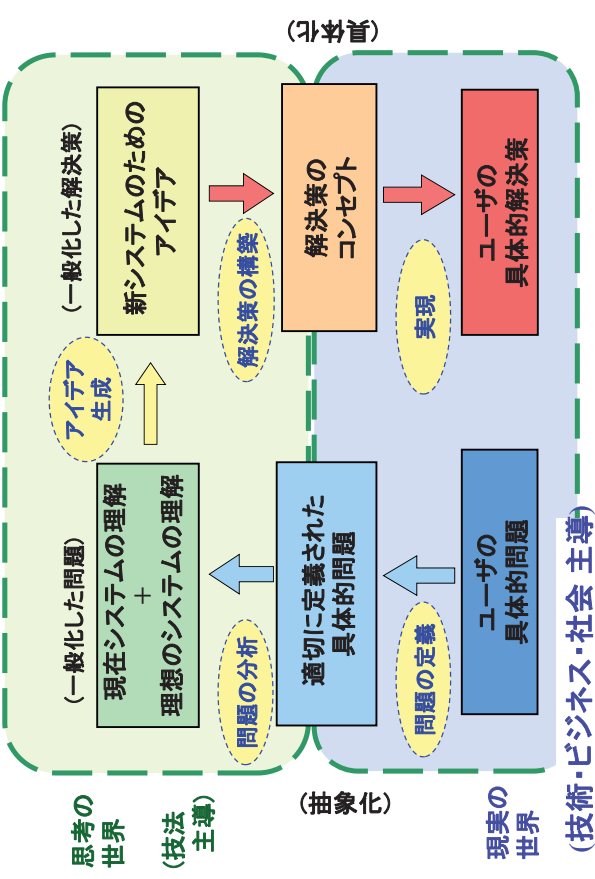 思考の
世界
(技法
主導)
(一般化した問題)
現在システムの理解
+
理想のシステムの理解
アイデア
生成
(一般化した解決策)
新システムのための
アイデア
問題の分析
解決策の構築
(抽象化)
適切に定義された
具体的問題
解決策の
コンセプト
(具体化)
問題の定義
実現
現実の
世界
ユーザの
具体的問題
ユーザの
具体的解決策
(技術・ビジネス・社会 主導)